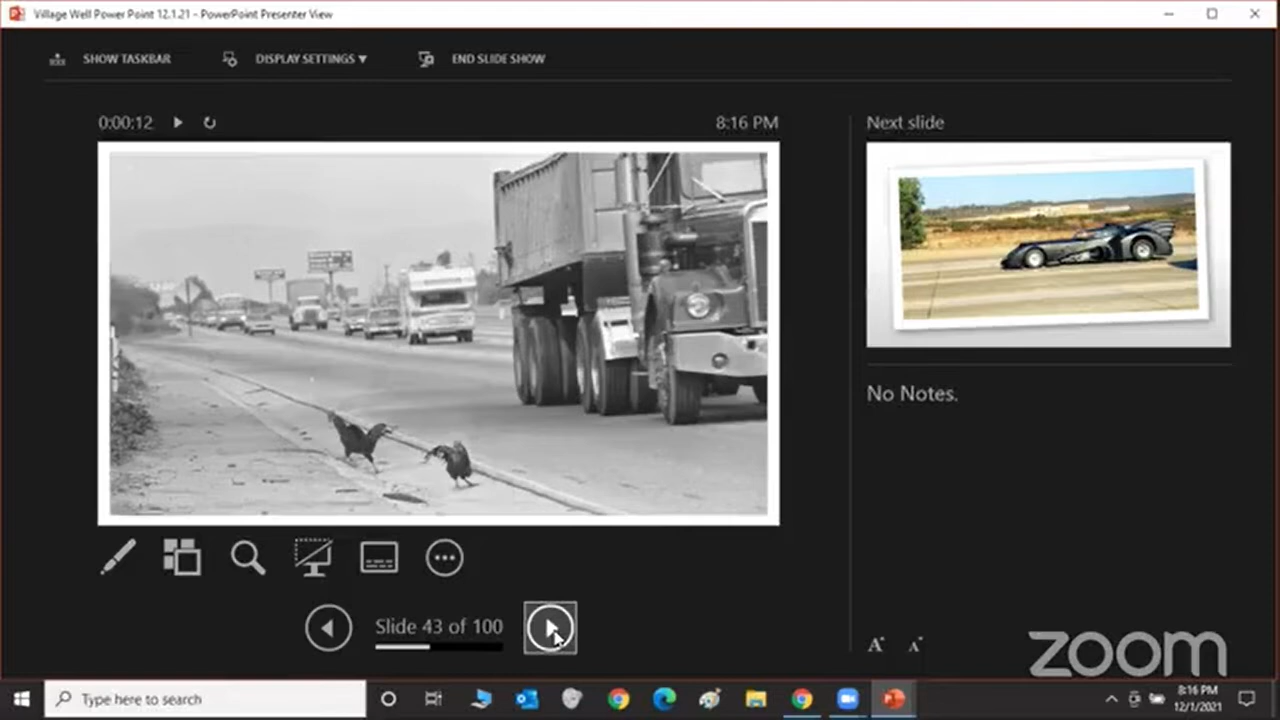 Village Well Power Point 12.1.21 - PowerPoint Presenter View
SHOW TASKBAR
DISPLAY SETTINGS ▼
END SLIDE SHOW
0:00:12
8:16 PM
Next slide
No Notes.
Slide 43 of 100
A A
zoom
Type here to search
8:16 PM
12/1/2021